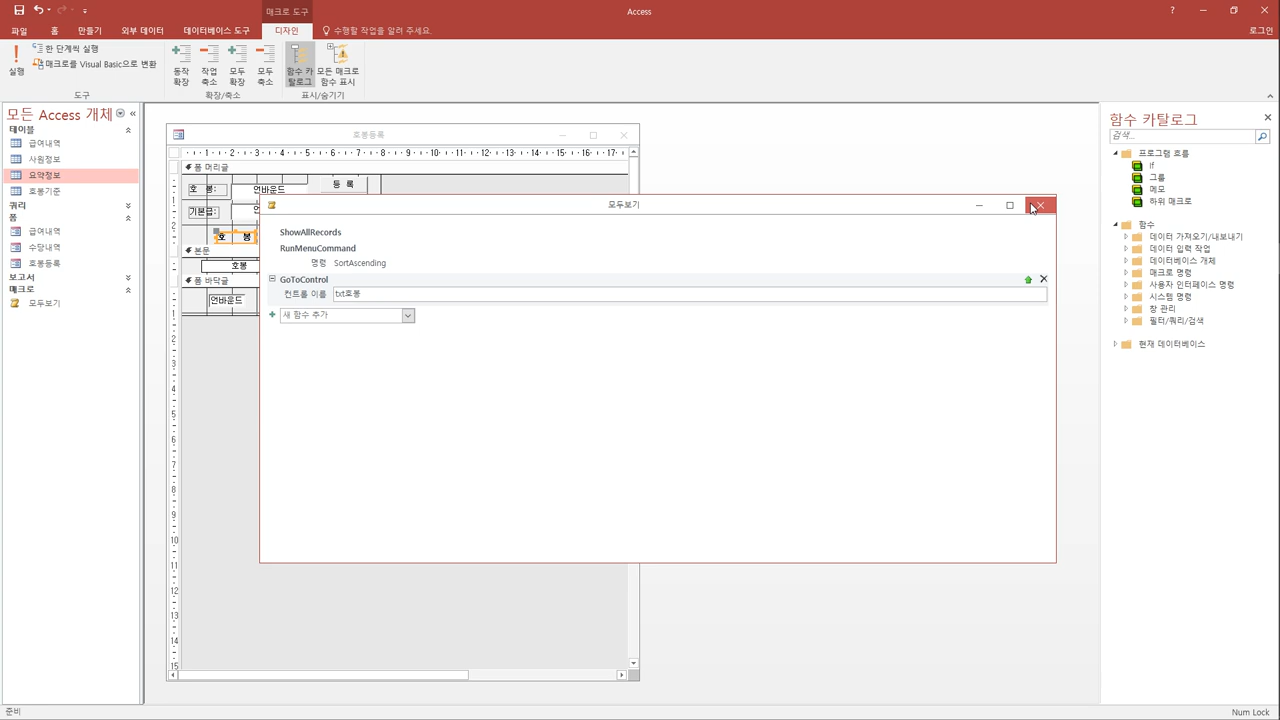 매크로 도구
Access
?
로그인
파일 홈 만들기 외부 데이터 데이터베이스 도구 디자인 수행할 작업을 알려 주세요.
실행
한 단계씩 실행
매크로를 Visual Basic으로 변환
도구
동작 확장
작업 축소
모두 확장
모두 축소
확장/축소
함수 카탈로그
모든 매크로 함수 표시
표시/숨기기
모든 Access 개체
테이블
급여내역
사원정보
요약정보
호봉기준
쿼리
폼
급여내역
수당내역
호봉등록
보고서
매크로
모두보기
호봉등록
폼 머리글
호 봉:
언바운드
등 록
기본급:
호 봉
본문
호봉
폼 바닥글
언바운드
모두보기
ShowAllRecords
RunMenuCommand
명령 SortAscending
GoToControl
컨트롤 이름 txt호봉
새 함수 추가
함수 카탈로그
검색...
프로그램 흐름
If
그룹
메모
하위 매크로
함수
데이터 가져오기/내보내기
데이터 입력 작업
데이터베이스 개체
매크로 명령
사용자 인터페이스 명령
시스템 명령
창 관리
필터/쿼리/검색
현재 데이터베이스
준비
Num Lock